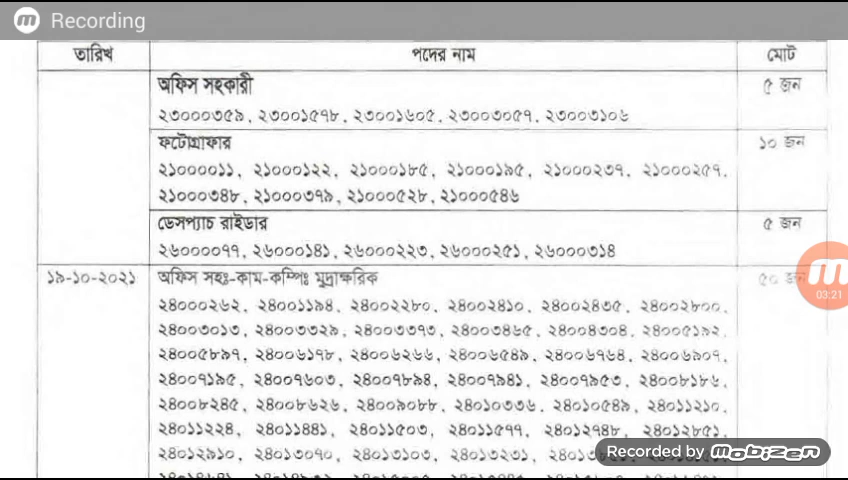 Recording
তারিখ পদের নাম মোট
অফিস সহকারী ৫ জন
২৩০০০৩৫৯, ২৩০০১৫৭৮, ২৩০০১৬০৫, ২৩০০৩০৫৭, ২৩০০৩১০৬
ফটোগ্রাফার ১০ জন
২১০০০০১১, ২১০০০১২২, ২১০০০১৮৫, ২১০০০১৯৫, ২১০০০২৩৭, ২১০০০২৫৭,
২১০০০৩৪৮, ২১০০০৩৭৯, ২১০০০৫২৮, ২১০০০৫৪৬
ডেসপ্যাচ রাইডার ৫ জন
২৬০০০০৭৭, ২৬০০০১৪১, ২৬০০০২২৩, ২৬০০০২৫১, ২৬০০০৩১৪
১৯-১০-২০২১ অফিস সহঃ-কাম-কম্পিঃ মুদ্রাক্ষরিক ৫০ জন
২৪০০০২৬২, ২৪০০১১৯৪, ২৪০০২২৮০, ২৪০০২৪১০, ২৪০০২৪৩৫, ২৪০০২৮০০,
২৪০০৩০১৩, ২৪০০৩৩২৯, ২৪০০৩৩৭৩, ২৪০০৩৪৬৫, ২৪০০৪৩০৪, ২৪০০৫১৯২,
২৪০০৫৮৯৭, ২৪০০৬১৭৮, ২৪০০৬২৬৬, ২৪০০৬৫৪৯, ২৪০০৬৭৬৪, ২৪০০৬৯০৭,
২৪০০৭১৯৫, ২৪০০৭৬০৩, ২৪০০৭৮৯৪, ২৪০০৭৯৪১, ২৪০০৭৯৫৩, ২৪০০৮১৮৬,
২৪০০৮২৪৫, ২৪০০৮৬২৬, ২৪০০৯০৮৮, ২৪০১০৩৩৬, ২৪০১০৫৪৯, ২৪০১১২১০,
২৪০১১২২৪, ২৪০১১৪৪১, ২৪০১১৫০৩, ২৪০১১৫৭৭, ২৪০১২৭৪৮, ২৪০১২৮৫১,
২৪০১২৯১০, ২৪০১৩০৭০, ২৪০১৩১০৩, ২৪০১৩২৩১,
03:21
Recorded by mobizen